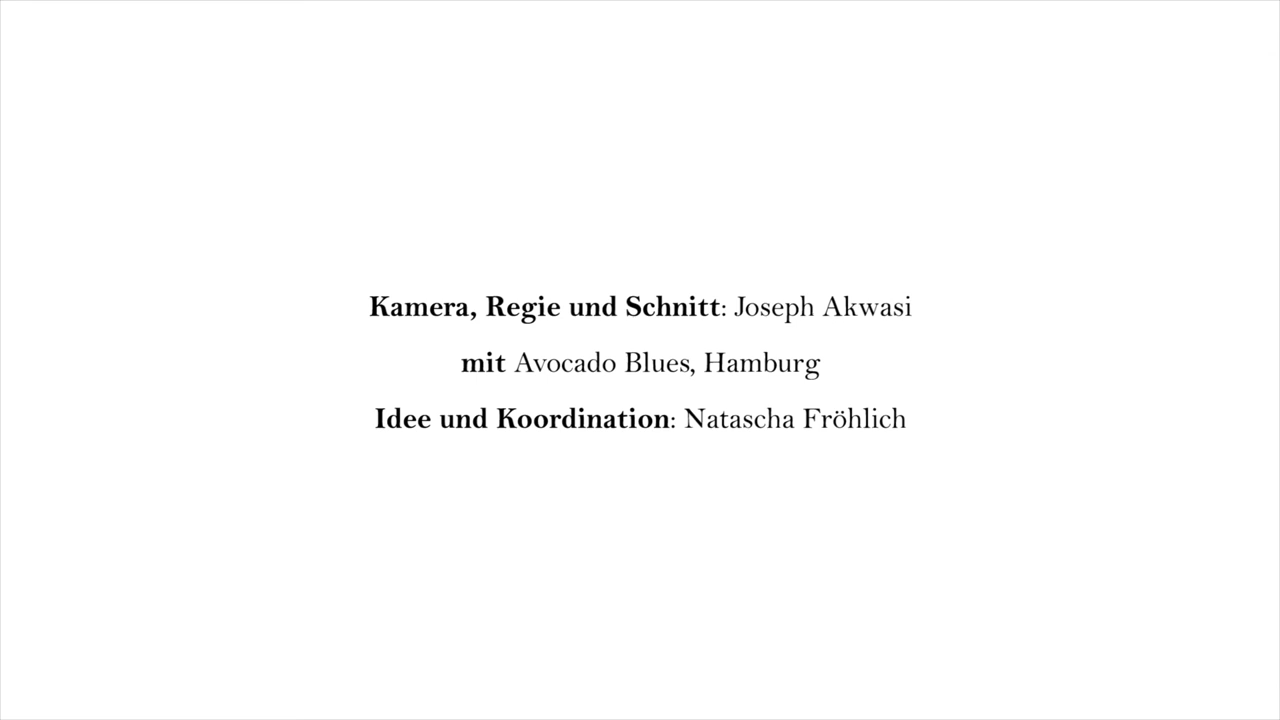 Kamera, Regie und Schnitt: Joseph Akwasi
mit Avocado Blues, Hamburg
Idee und Koordination: Natascha Fröhlich